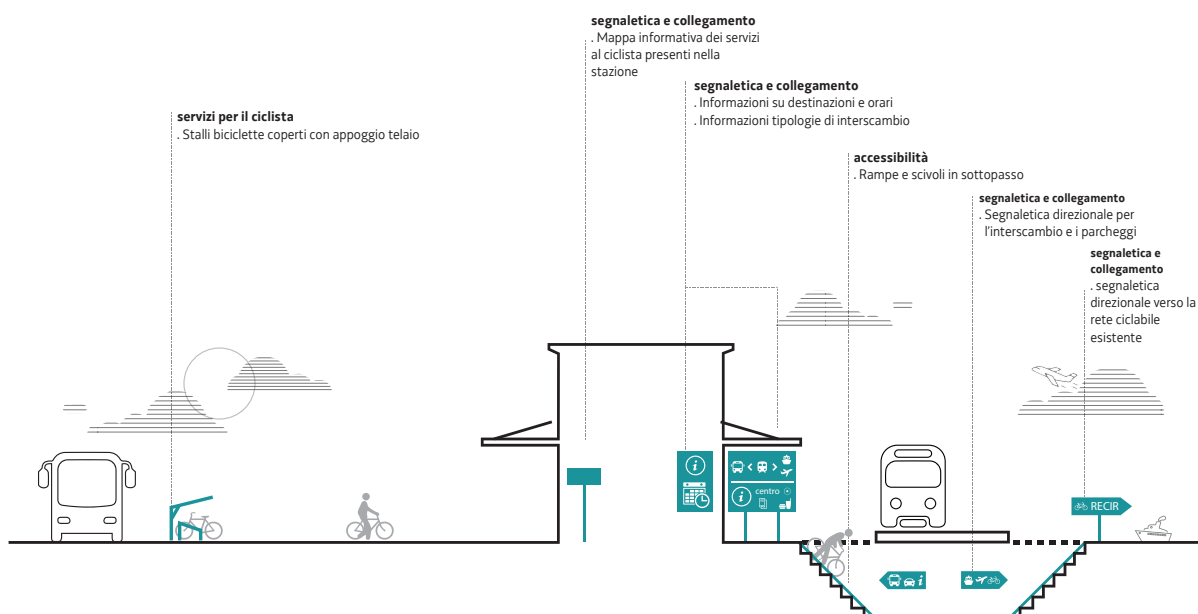 segnaletica e collegamento
. Mappa informativa dei servizi
al ciclista presenti nella
stazione
segnaletica e collegamento
. Informazioni su destinazioni e orari
. Informazioni tipologie di interscambio
servizi per il ciclista
. Stalli biciclette coperti con appoggio telaio
accessibilità
. Rampe e scivoli in sottopasso
segnaletica e collegamento
. Segnaletica direzionale per
l'interscambio e i parcheggi
segnaletica e
collegamento
. segnaletica
direzionale verso la
rete ciclabile
esistente
i
< >
i centro
RECIR
i